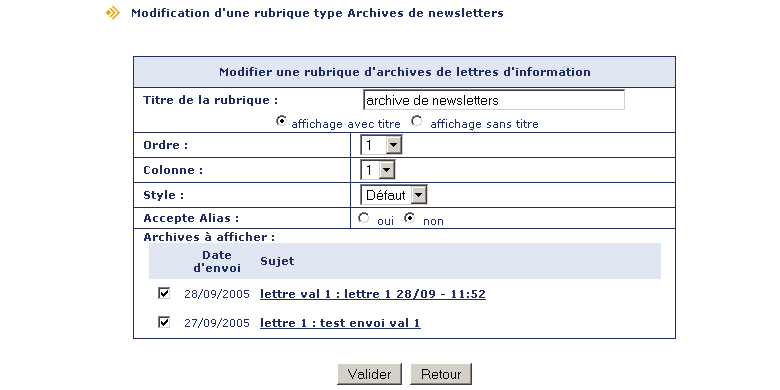 Modification d'une rubrique type Archives de newsletters
Modifier une rubrique d'archives de lettres d'information
Titre de la rubrique : archive de newsletters
affichage avec titre affichage sans titre
Ordre : 1
Colonne : 1
Style : Défaut
Accepte Alias : oui non
Archives à afficher :
Date d'envoi Sujet
28/09/2005 lettre val 1 : lettre 1 28/09 - 11:52
27/09/2005 lettre 1 : test envoi val 1
Valider Retour